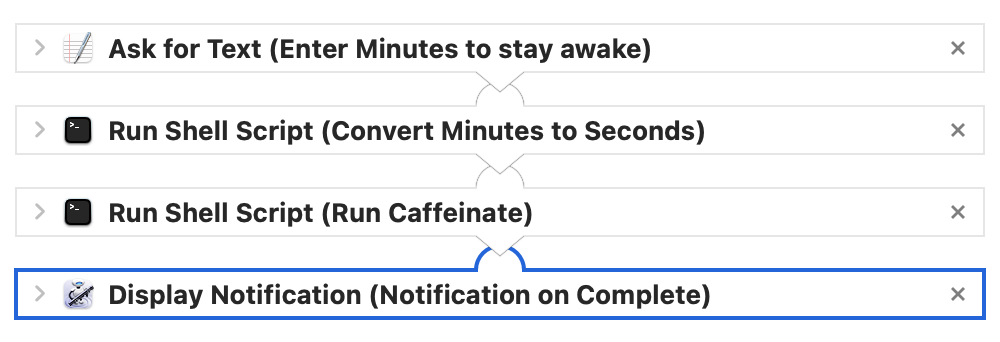 Ask for Text (Enter Minutes to stay awake)
Run Shell Script (Convert Minutes to Seconds)
Run Shell Script (Run Caffeinate)
Display Notification (Notification on Complete)